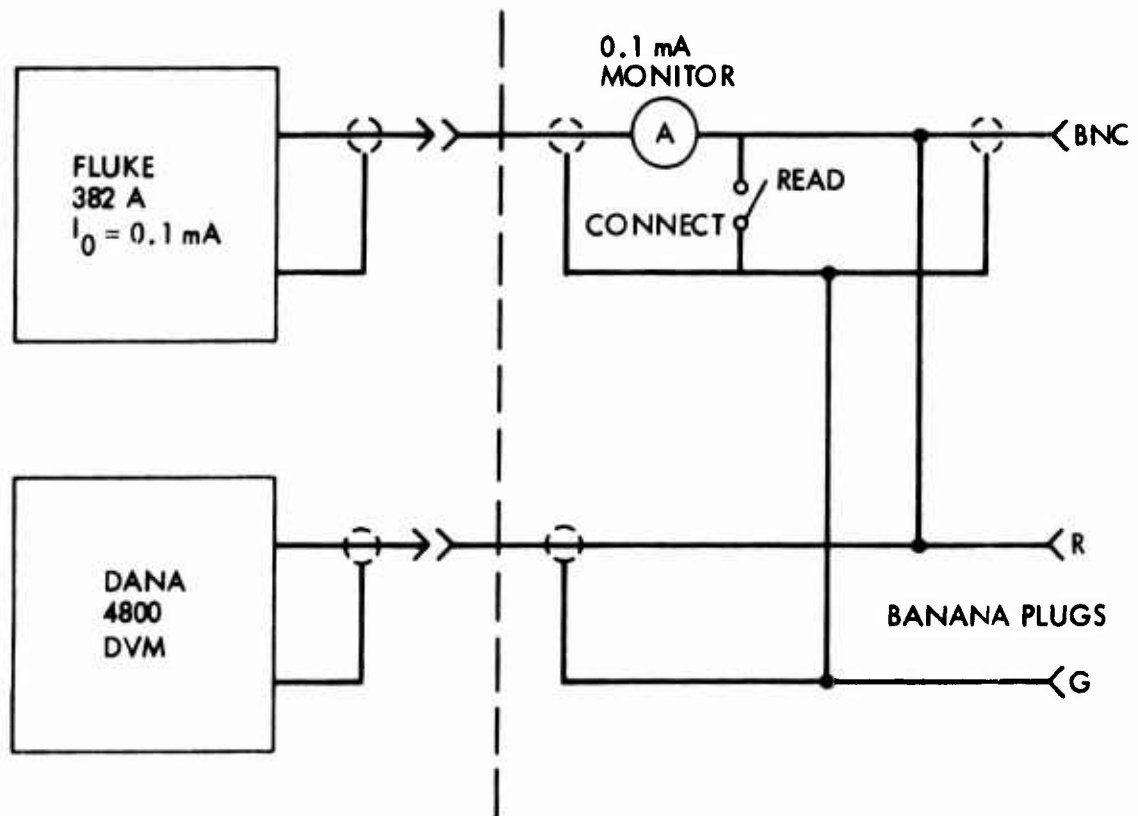 FLUKE
382 A
I0 = 0.1 mA
0.1 mA
MONITOR
A
BNC
READ
CONNECT
DANA
4800
DVM
R
BANANA PLUGS
G